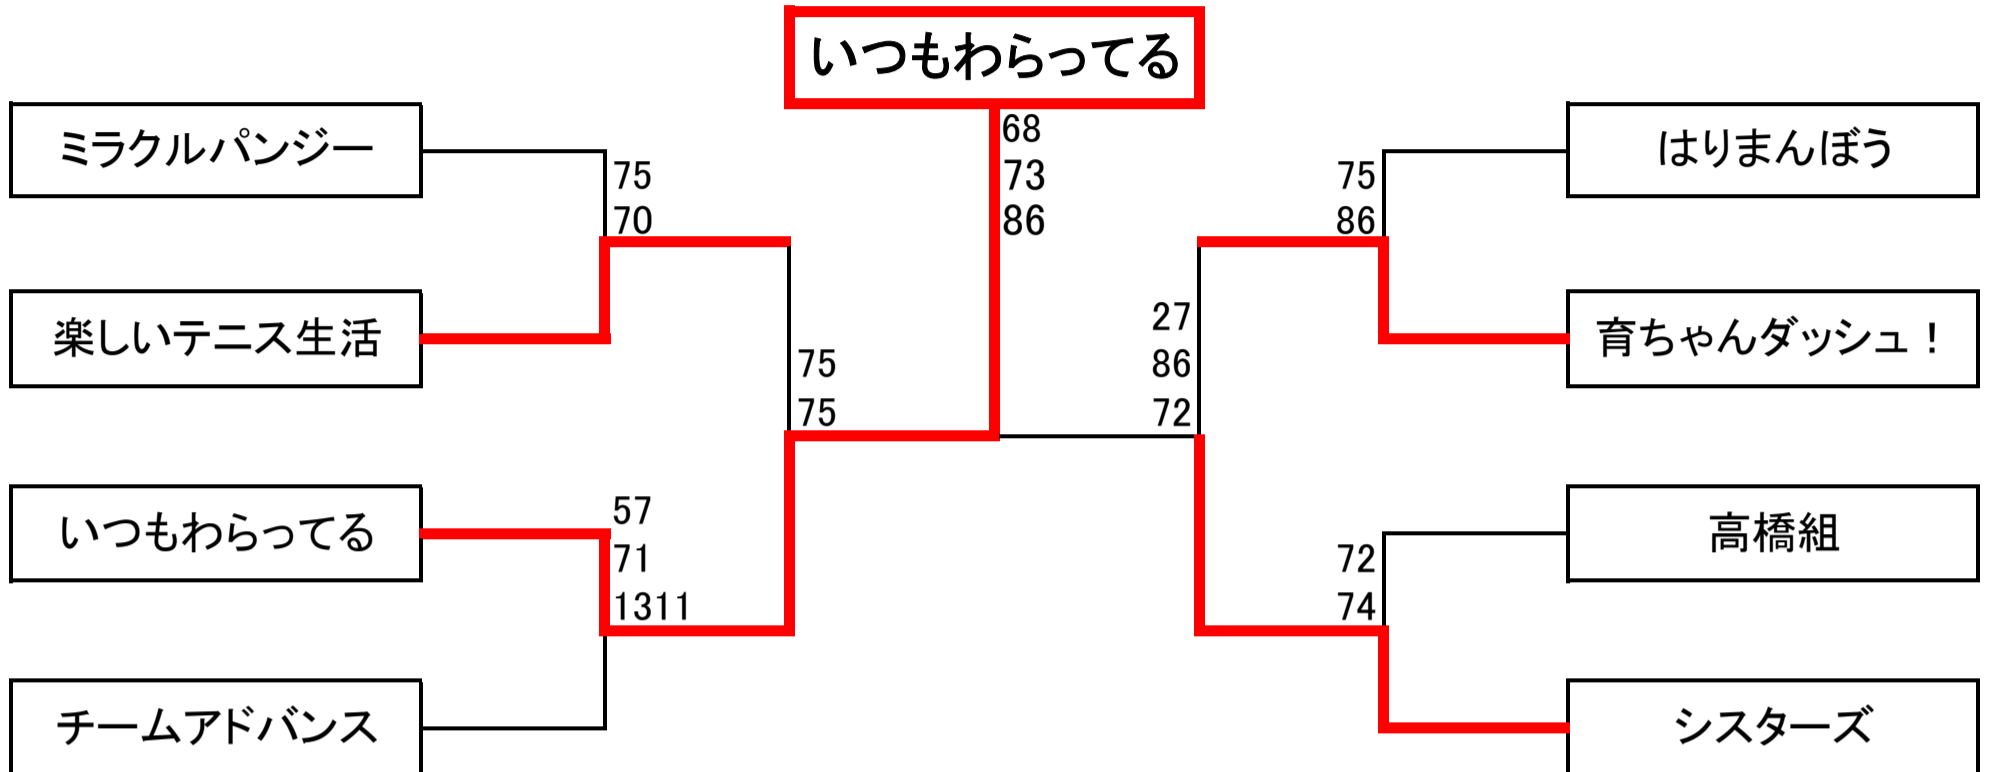 いつもわらってる
68
73
86
ミラクルパンジー
75
70
楽しいテニス生活
75
75
いつもわらってる
57
71
1311
チームアドバンス
はりまんぼう
75
86
育ちゃんダッシュ！
27
86
72
高橋組
72
74
シスターズ